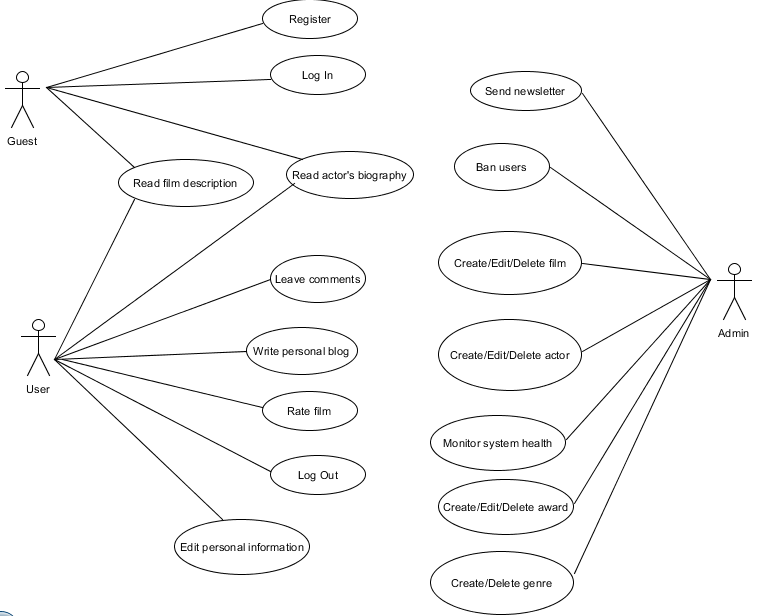 Register
Log In
Send newsletter
Guest
Ban users
Read film description
Read actor's biography
Create/Edit/Delete film
Leave comments
Admin
Write personal blog
Create/Edit/Delete actor
User
Rate film
Monitor system health
Log Out
Create/Edit/Delete award
Edit personal information
Create/Delete genre